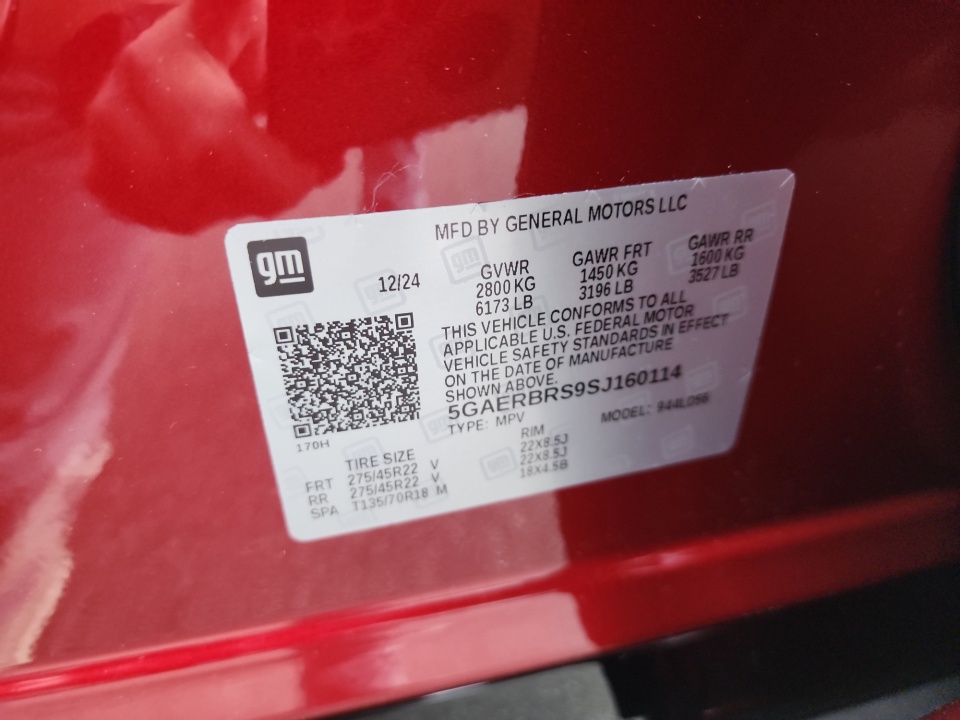 MFD BY GENERAL MOTORS LLC
gm
12/24
GVWR
2800 KG
6173 LB
GAWR FRT
1450 KG
3196 LB
GAWR RR
1600 KG
3527 LB
THIS VEHICLE CONFORMS TO ALL
APPLICABLE U.S. FEDERAL MOTOR
VEHICLE SAFETY STANDARDS IN EFFECT
ON THE DATE OF MANUFACTURE
SHOWN ABOVE.
5GAERBRS9SJ160114
TYPE: MPV
MODEL:
170H
TIRE SIZE
RIM
FRT 275/45R22 V 22X8.5J
RR 275/45R22 V 22X8.5J
SPA T135/70R18 M 18X4.5B